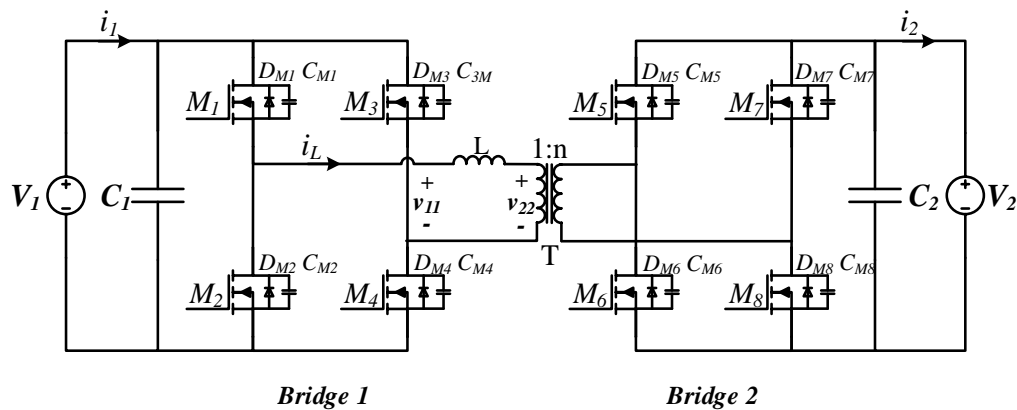 i1
i2
DM1 CM1
DM3 C3M
DM5 CM5
DM7 CM7
M1
M3
M5
M7
iL
L
1:n
V1
+
-
C1
+
v11
-
+
v22
-
C2
+
-
V2
T
DM2 CM2
DM4 CM4
DM6 CM6
DM8 CM8
M2
M4
M6
M8
Bridge 1
Bridge 2